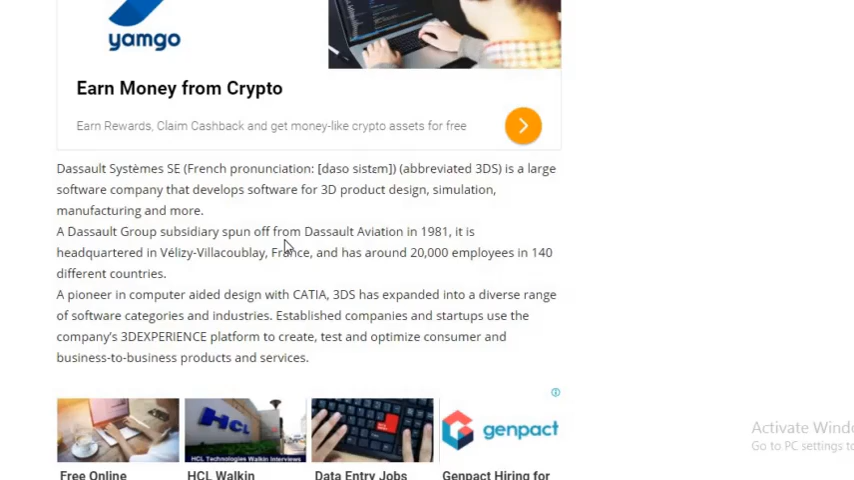 yamgo
Earn Money from Crypto
Earn Rewards, Claim Cashback and get money-like crypto assets for free
Dassault Systèmes SE (French pronunciation: ​[daso sistɛm]) (abbreviated 3DS) is a large
software company that develops software for 3D product design, simulation,
manufacturing and more.
A Dassault Group subsidiary spun off from Dassault Aviation in 1981, it is
headquartered in Vélizy-Villacoublay, France, and has around 20,000 employees in 140
different countries.
A pioneer in computer aided design with CATIA, 3DS has expanded into a diverse range
of software categories and industries. Established companies and startups use the
company's 3DEXPERIENCE platform to create, test and optimize consumer and
business-to-business products and services.
HCL
HCL Technologies Walkin Interviews
genpact
Free Online
HCL Walkin
Data Entry Jobs
Genpact Hiring for
Activate Windo
Go to PC settings to